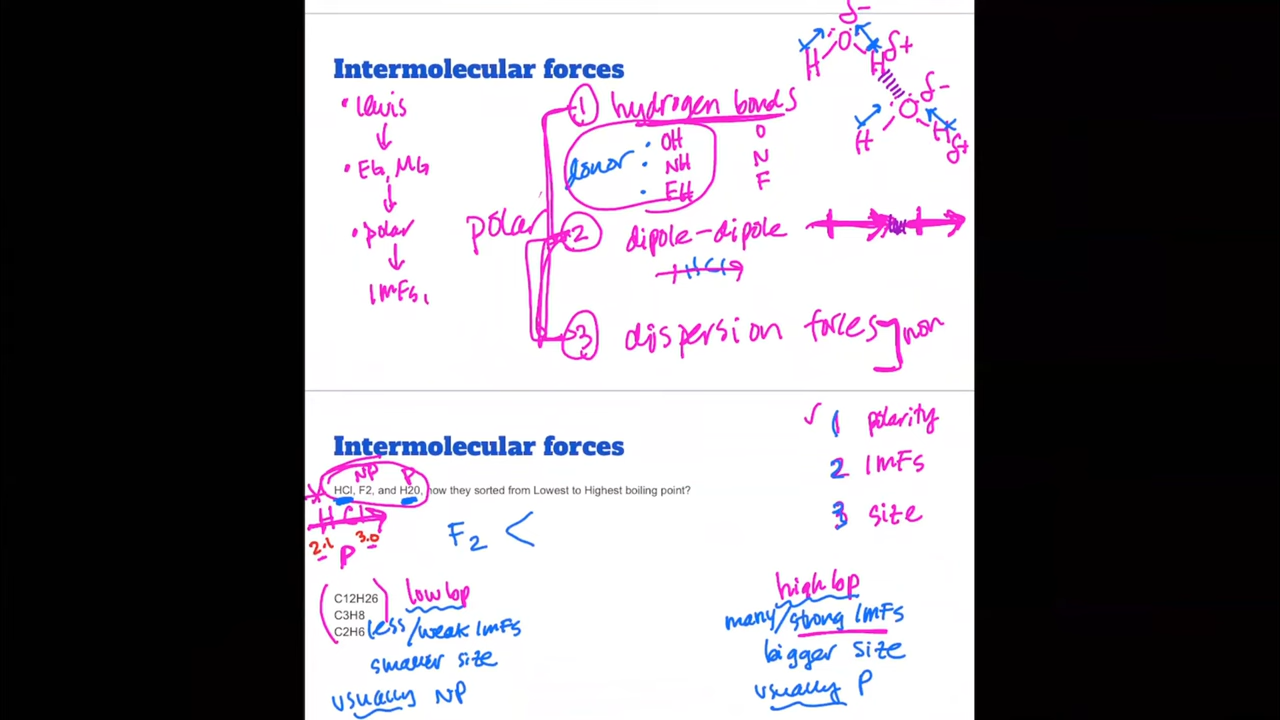 Intermolecular forces
• Lewis
• EG, MG
• polar
IMFs,
polar
① hydrogen bonds
donor : OH O
• NH N
• FH F
② dipole-dipole
HCl
③ dispersion forces ] non
δ-
O
H H δ+
O δ-
H H δ+
Intermolecular forces
✓ 1 polarity
2 IMFs
3 size
NP P
HCl, F2, and H20, how they sorted from Lowest to Highest boiling point?
H Cl
2.1 3.0
P
F2 <
C12H26
C3H8
C2H6
low bp
less/weak IMFs
smaller size
usually NP
high bp
many/strong IMFs
bigger size
usually P